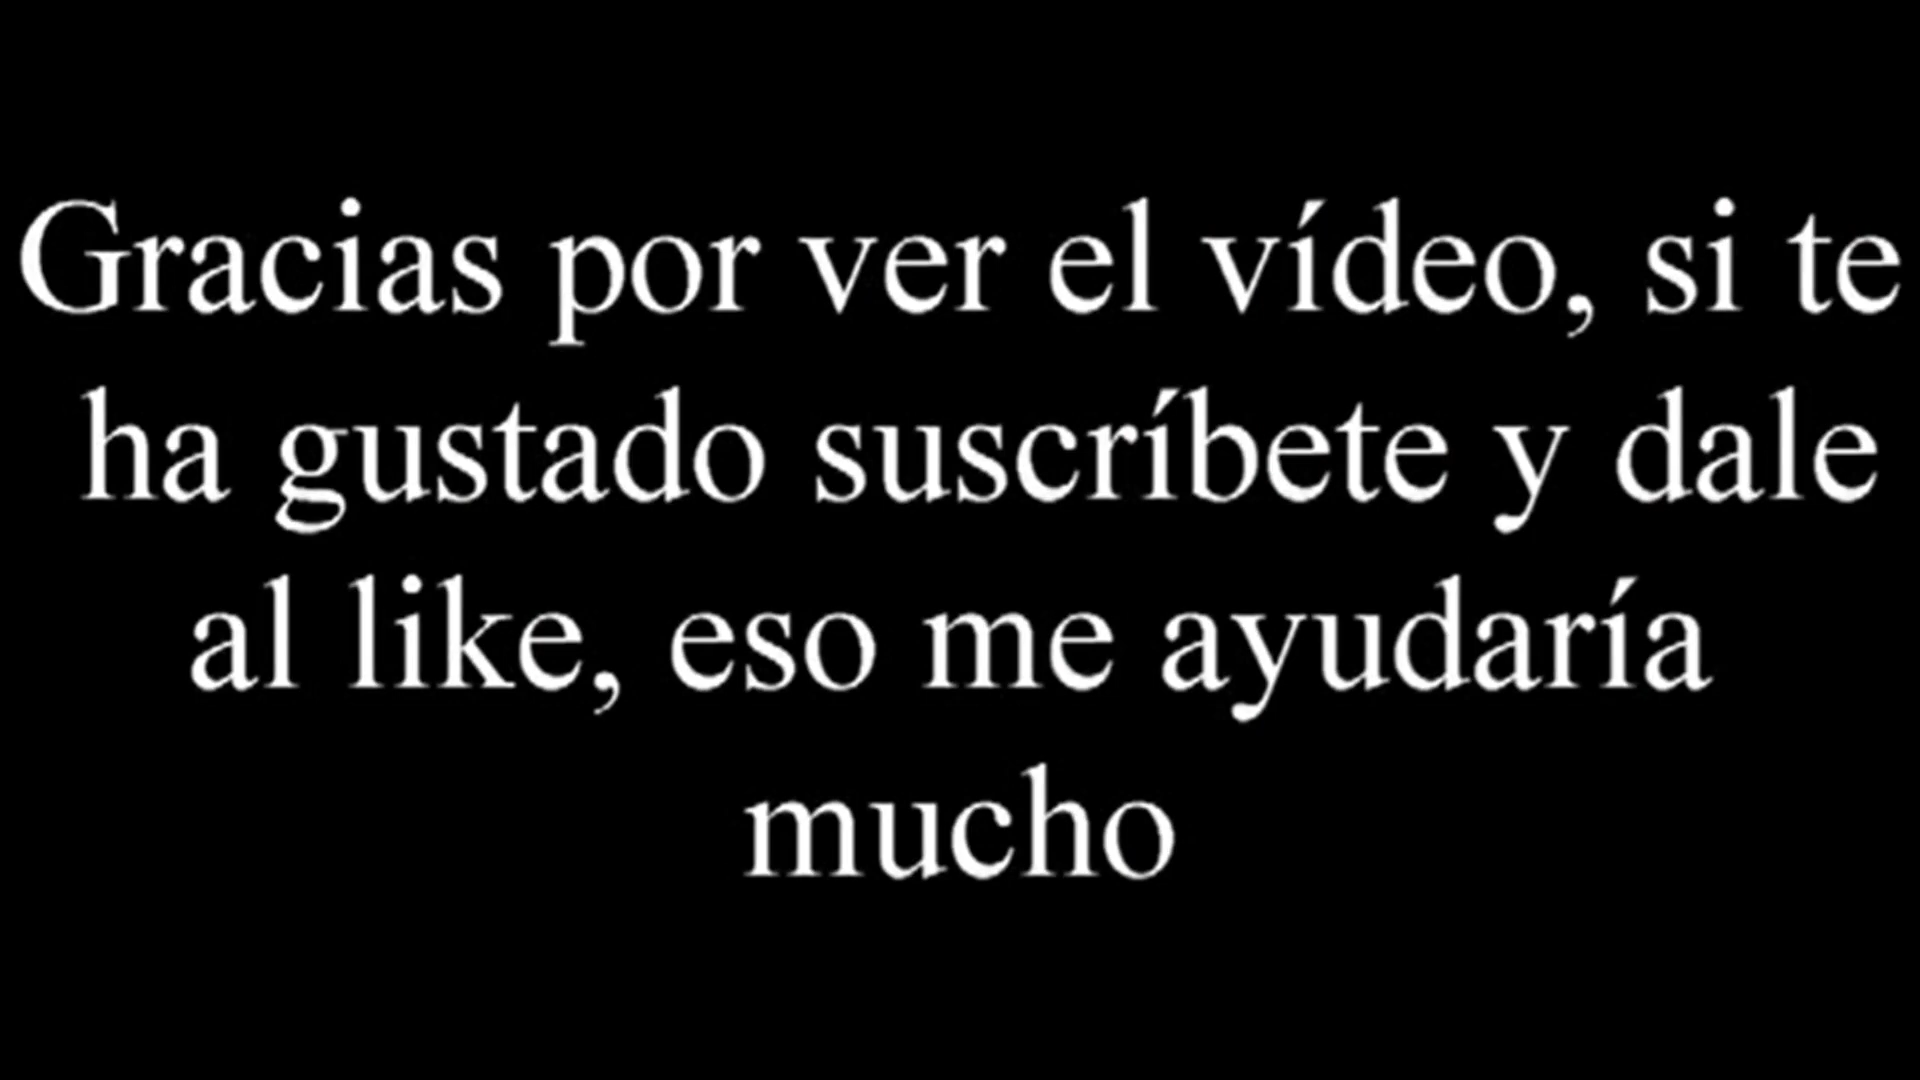 Gracias por ver el vídeo, si te
ha gustado suscríbete y dale
al like, eso me ayudaría
mucho